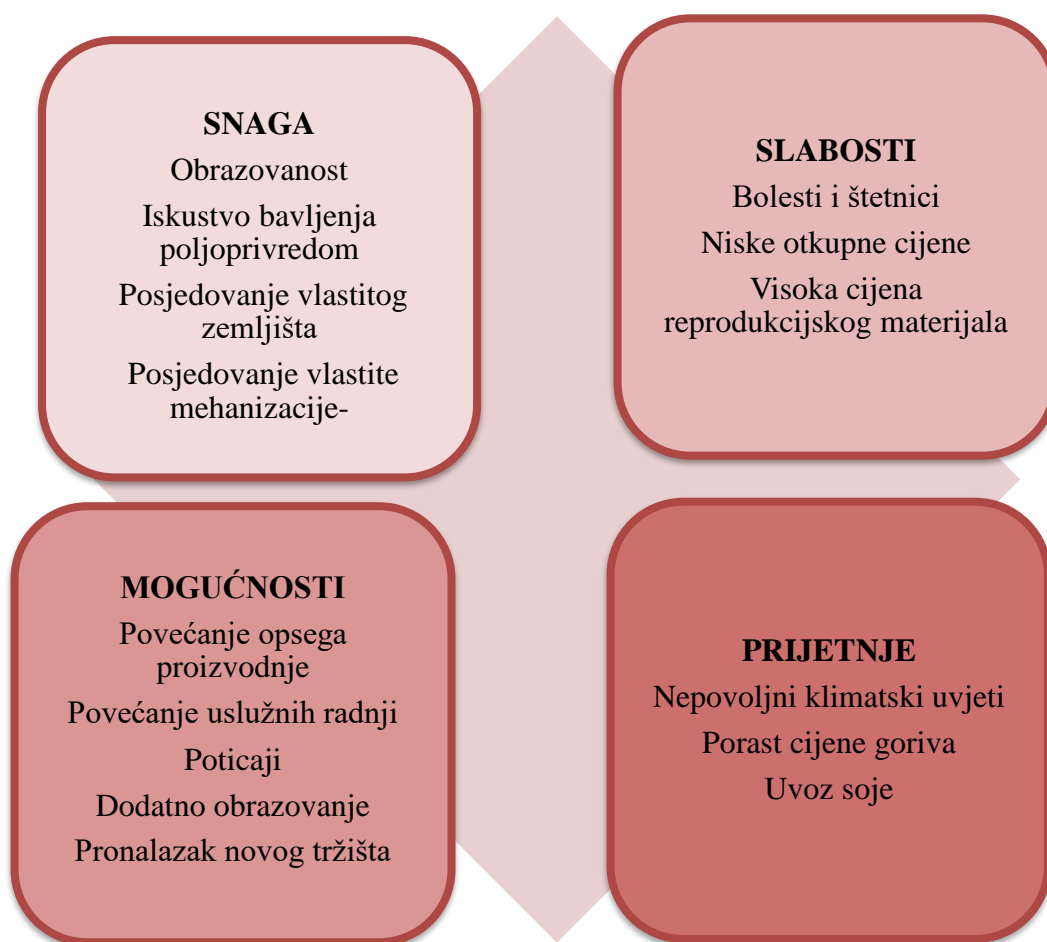 SNAGA
Obrazovanost
Iskustvo bavljenja
poljoprivredom
Posjedovanje vlastitog
zemljišta
Posjedovanje vlastite
mehanizacije-
SLABOSTI
Bolesti i štetnici
Niske otkupne cijene
Visoka cijena
reprodukcijskog materijala
MOGUĆNOSTI
Povećanje opsega
proizvodnje
Povećanje uslužnih radnji
Poticaji
Dodatno obrazovanje
Pronalazak novog tržišta
PRIJETNJE
Nepovoljni klimatski uvjeti
Porast cijene goriva
Uvoz soje